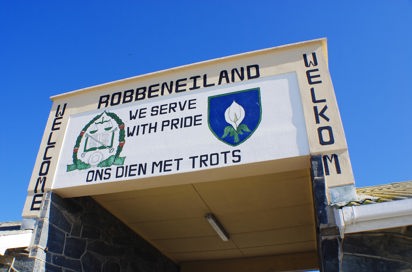 ROBBENEILAND
WELCOME
WE SERVE
WITH PRIDE
ONS DIEN MET TROTS
WELKOM